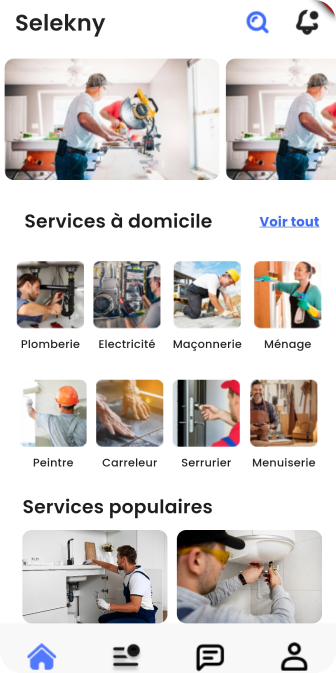 Selekny
Services à domicile
Voir tout
Plomberie
Electricité
Maçonnerie
Ménage
Peintre
Carreleur
Serrurier
Menuiserie
Services populaires